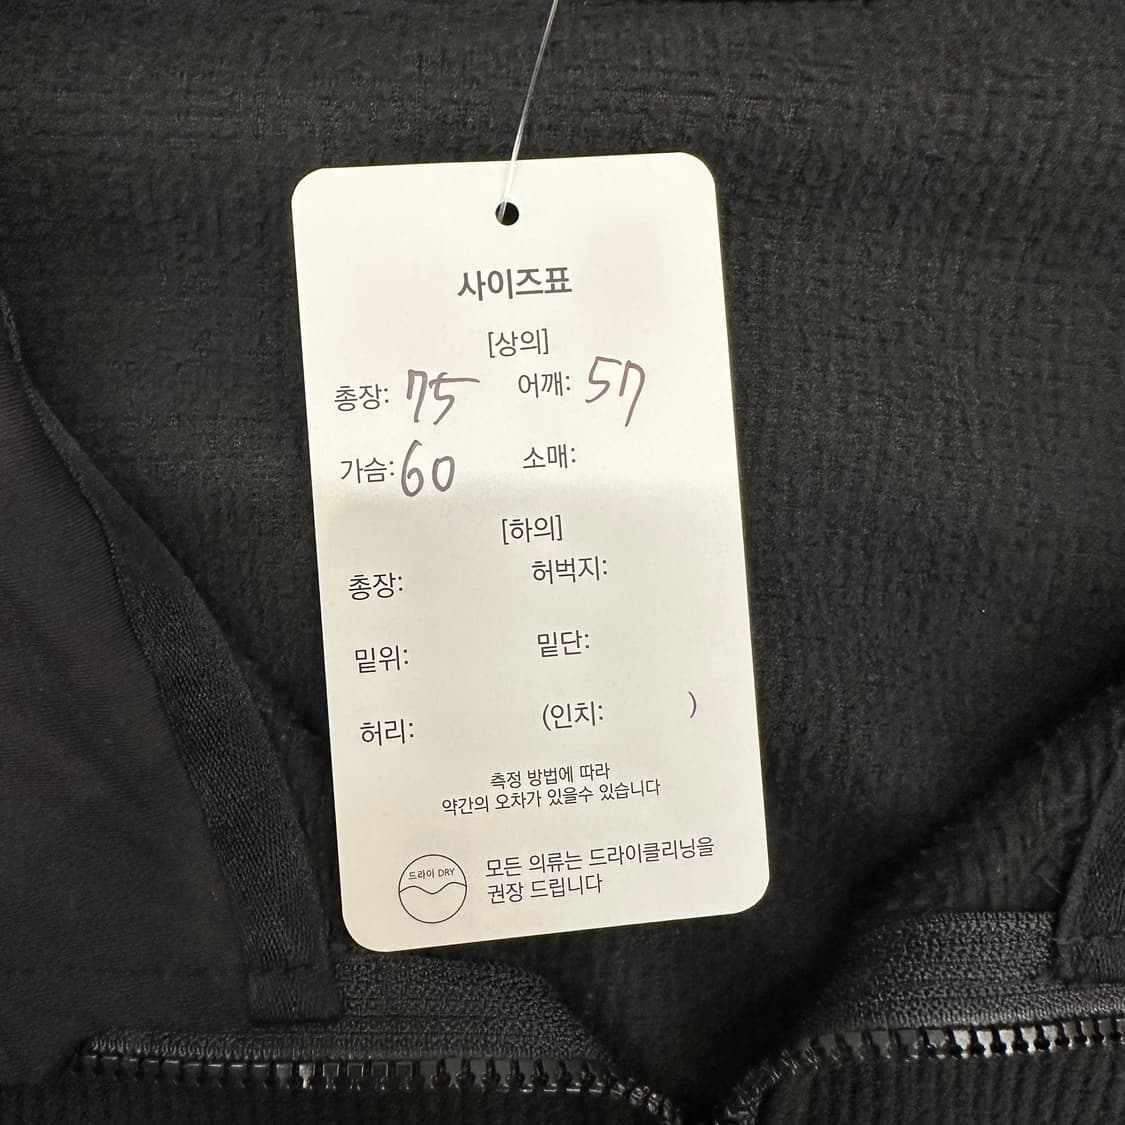 사이즈표
[상의]
총장: 75 어깨: 57
가슴: 60 소매:
[하의]
총장: 허벅지:
밑위: 밑단:
허리: (인치: )
측정 방법에 따라
약간의 오차가 있을수 있습니다
드라이 DRY
모든 의류는 드라이클리닝을
권장 드립니다